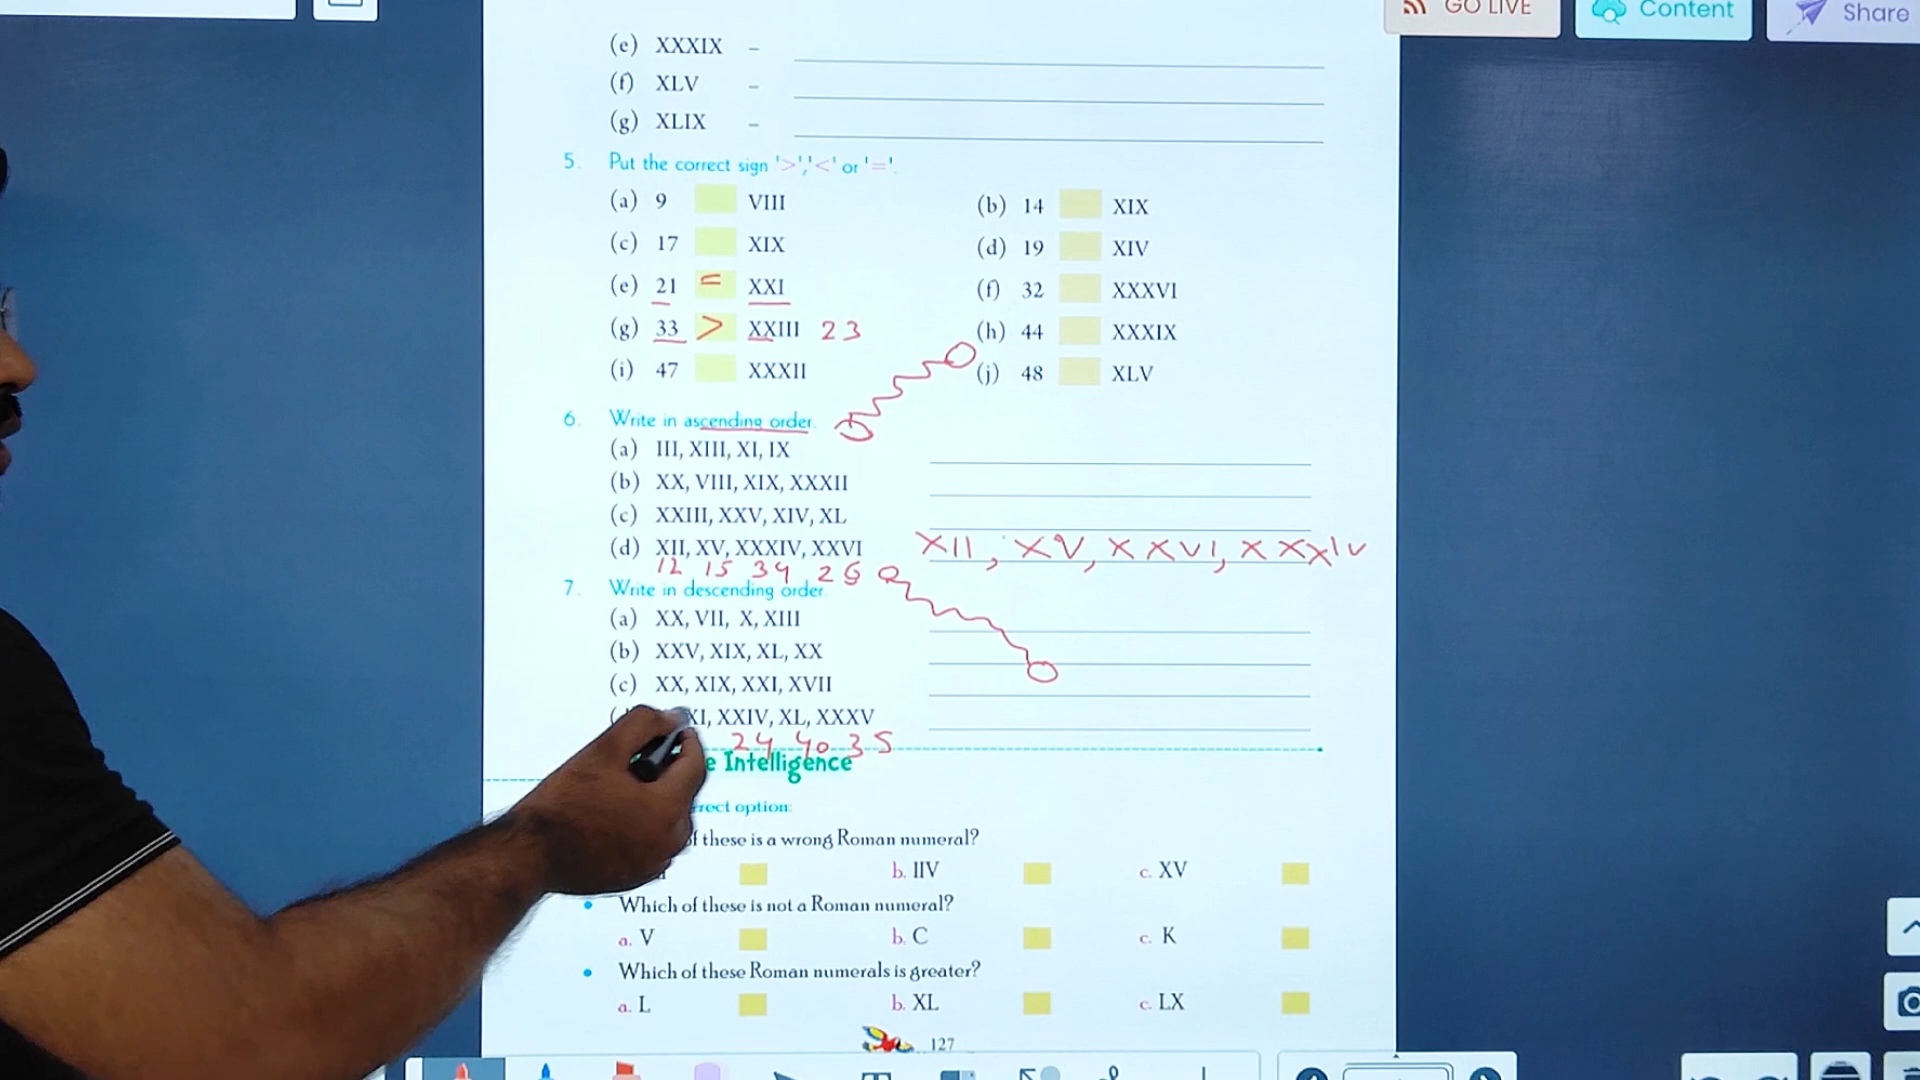 GO LIVE Content Share
(e) XXXIX –
(f) XLV –
(g) XLIX –
5. Put the correct sign '>','<' or '='.
(a) 9 VIII (b) 14 XIX
(c) 17 XIX (d) 19 XIV
(e) 21 = XXI (f) 32 XXXVI
(g) 33 > XXIII 23 (h) 44 XXXIX
(i) 47 XXXII (j) 48 XLV
6. Write in ascending order.
(a) III, XIII, XI, IX
(b) XX, VIII, XIX, XXXII
(c) XXIII, XXV, XIV, XL
(d) XII, XV, XXXIV, XXVI XII, XV, XXVI, XXXIV
12 15 34 26
7. Write in descending order.
(a) XX, VII, X, XIII
(b) XXV, XIX, XL, XX
(c) XX, XIX, XXI, XVII
XI, XXIV, XL, XXXV
24 40 35
Intelligence
option:
these is a wrong Roman numeral?
b. IIV c. XV
• Which of these is not a Roman numeral?
a. V b. C c. K
• Which of these Roman numerals is greater?
a. L b. XL c. LX
127